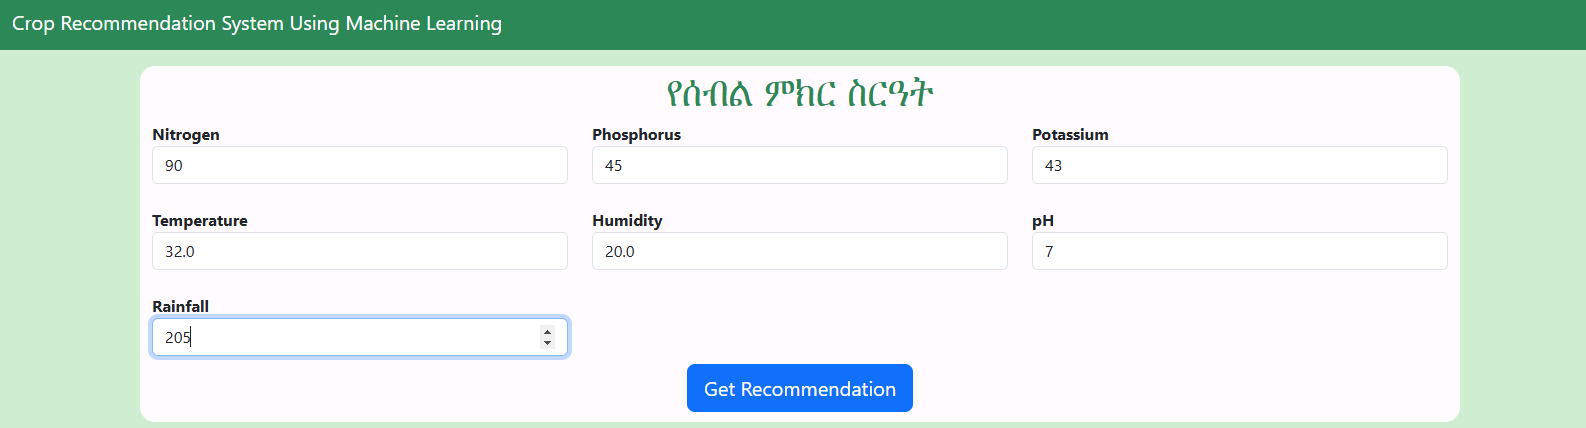 Crop Recommendation System Using Machine Learning
የሰብል ምክር ስርዓት
Nitrogen Phosphorus Potassium
90 45 43
Temperature Humidity pH
32.0 20.0 7
Rainfall
205
Get Recommendation